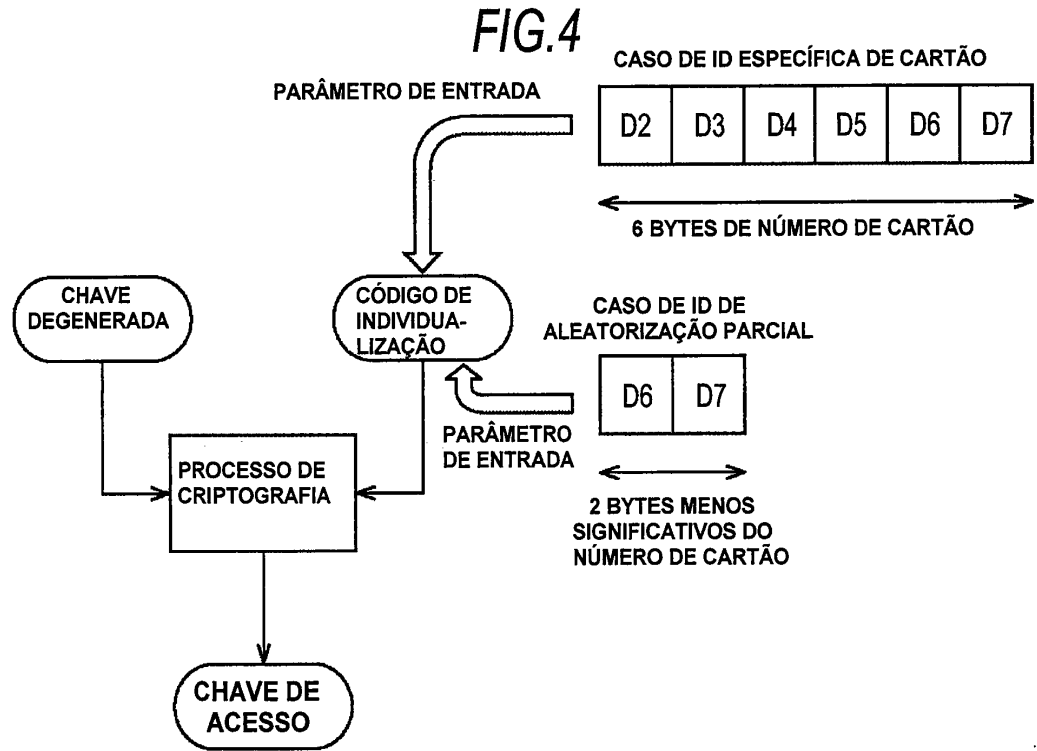 FIG.4
CASO DE ID ESPECÍFICA DE CARTÃO
PARÂMETRO DE ENTRADA
D2 D3 D4 D5 D6 D7
6 BYTES DE NÚMERO DE CARTÃO
CHAVE
DEGENERADA
CÓDIGO DE
INDIVIDUA-
LIZAÇÃO
CASO DE ID DE
ALEATORIZAÇÃO PARCIAL
D6 D7
PARÂMETRO
DE ENTRADA
2 BYTES MENOS
SIGNIFICATIVOS DO
NÚMERO DE CARTÃO
PROCESSO DE
CRIPTOGRAFIA
CHAVE DE
ACESSO